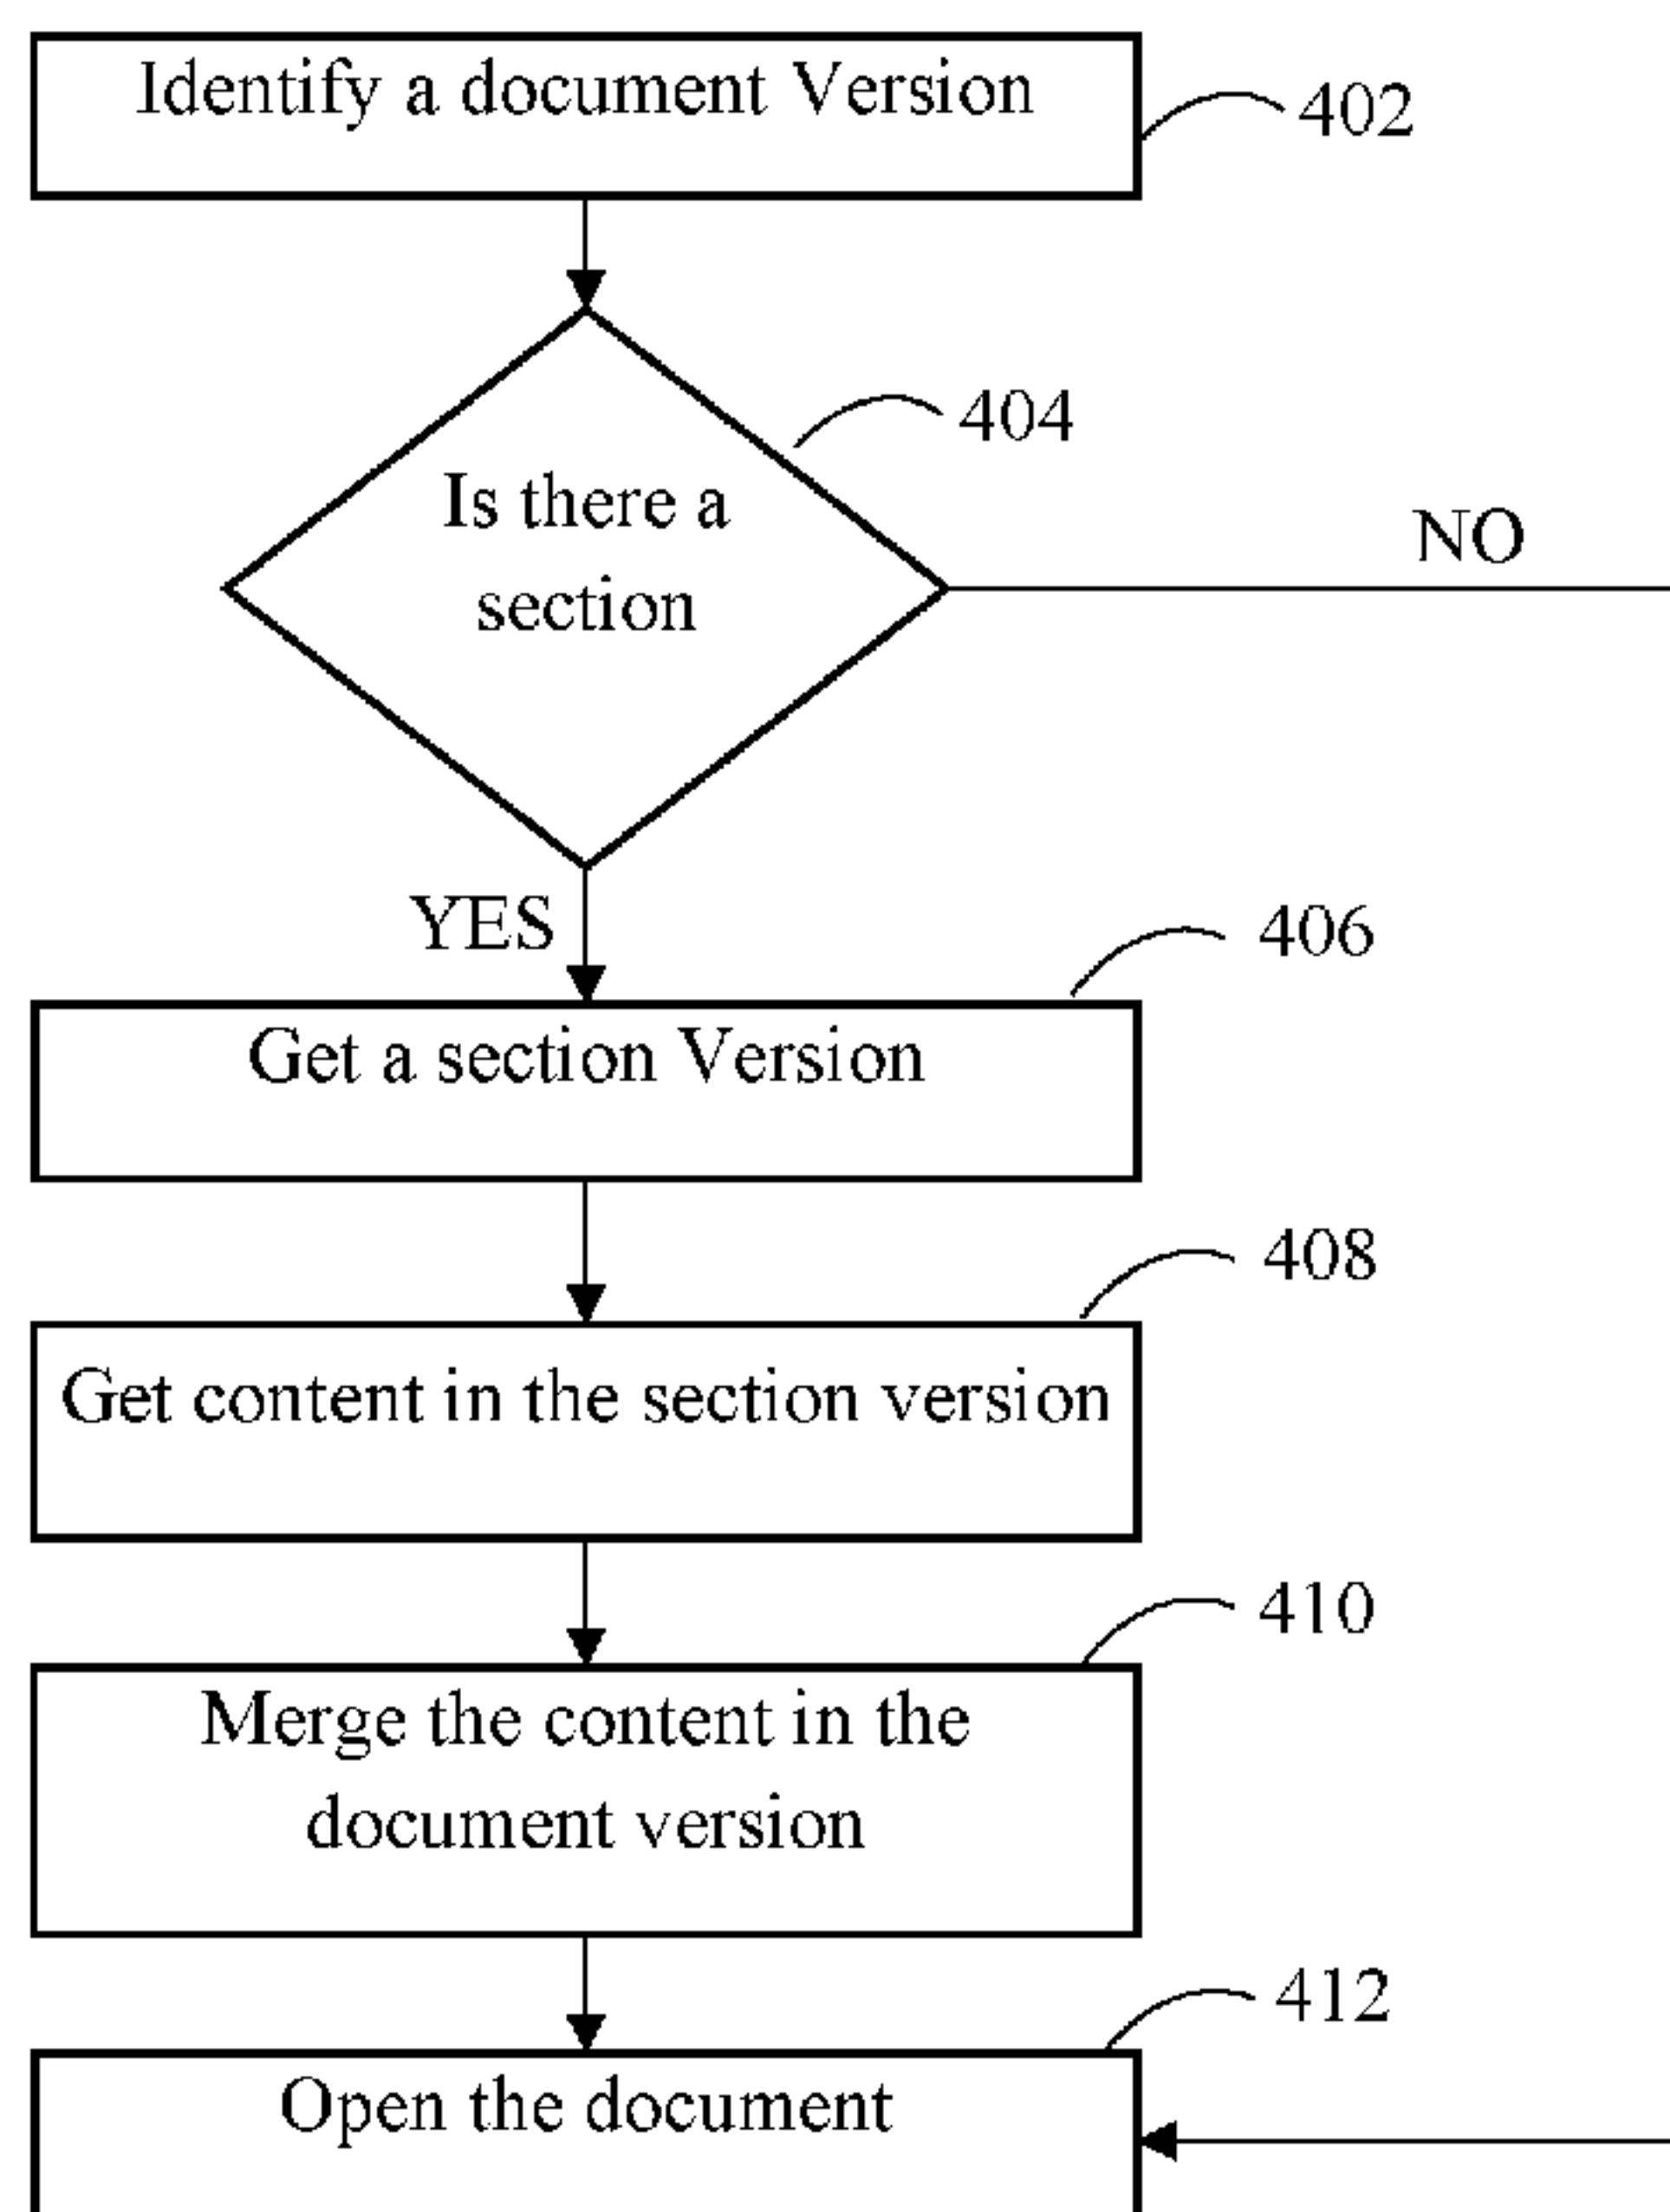 Identify a document Version
402
404
Is there a
section
NO
YES
406
Get a section Version
408
Get content in the section version
410
Merge the content in the
document version
412
Open the document